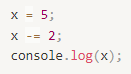 x = 5;
x -= 2;
console.log(x);